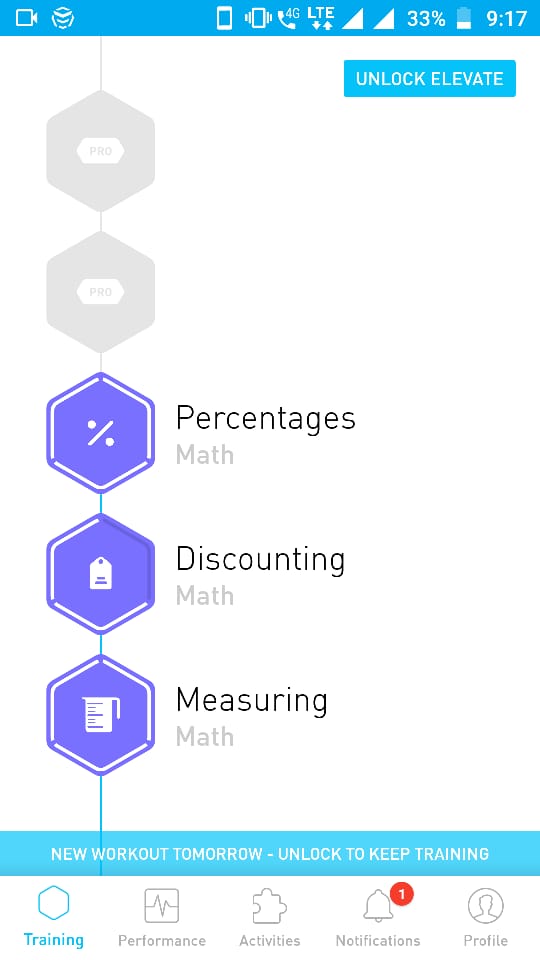 4G
LTE
33%
9:17
UNLOCK ELEVATE
PRO
PRO
Percentages
Math
Discounting
Math
Measuring
Math
NEW WORKOUT TOMORROW - UNLOCK TO KEEP TRAINING
1
Training
Performance
Activities
Notifications
Profile